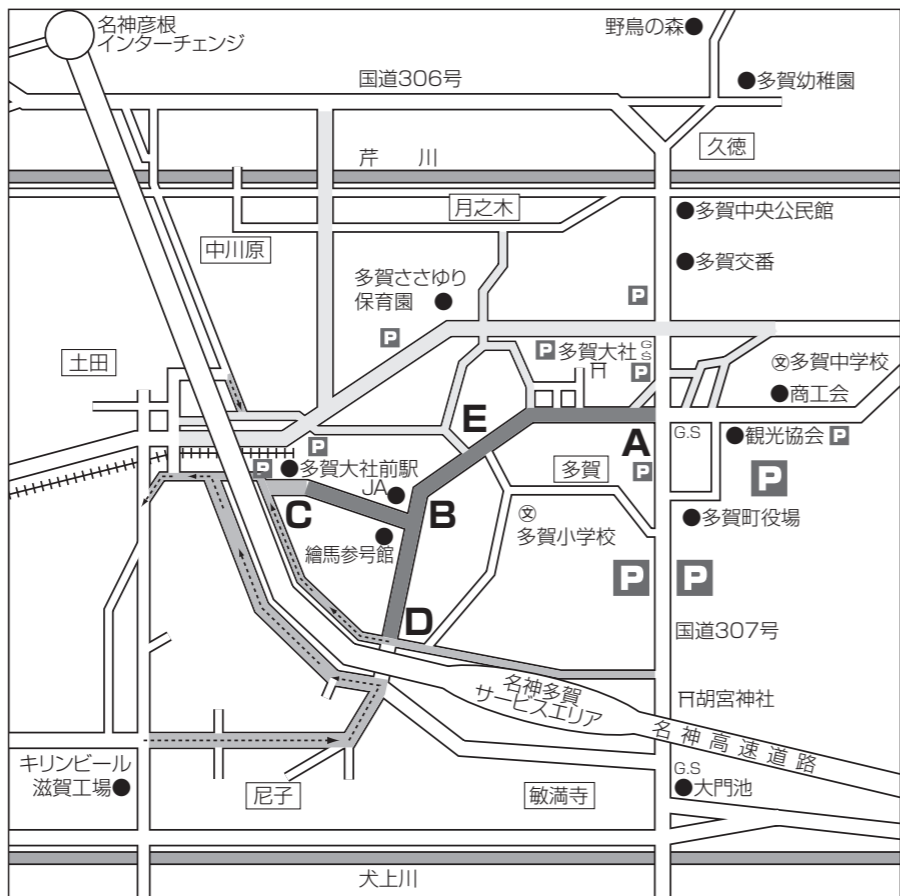 名神彦根
インターチェンジ
野鳥の森
国道306号
多賀幼稚園
芹 川
久徳
月之木
多賀中央公民館
中川原
多賀交番
多賀ささゆり
保育園
P
P
土田
P
多賀大社
G.S
P
文
多賀中学校
商工会
E
A
G.S
観光協会
P
P
P
多賀大社前駅
多賀
P
P
JA
C
B
文
多賀小学校
多賀町役場
繪馬参号館
P
P
D
国道307号
名神多賀
サービスエリア
胡宮神社
名神高速道路
キリンビール
滋賀工場
尼子
敏満寺
G.S
大門池
犬上川